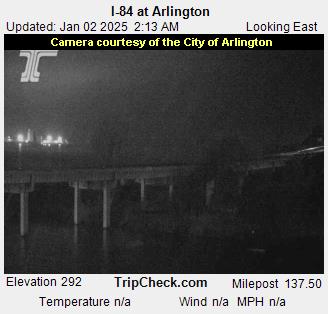 I-84 at Arlington
Updated: Jan 02 2025 2:13 AM Looking East
Camera courtesy of the City of Arlington
Elevation 292 TripCheck.com Milepost 137.50
Temperature n/a Wind n/a MPH n/a